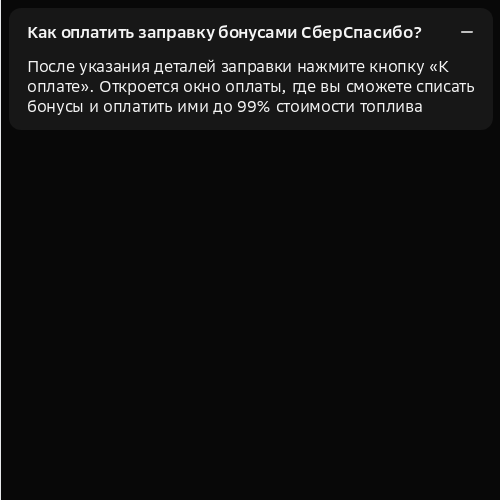 Как оплатить заправку бонусами СберСпасибо?
После указания деталей заправки нажмите кнопку «К
оплате». Откроется окно оплаты, где вы сможете списать
бонусы и оплатить ими до 99% стоимости топлива